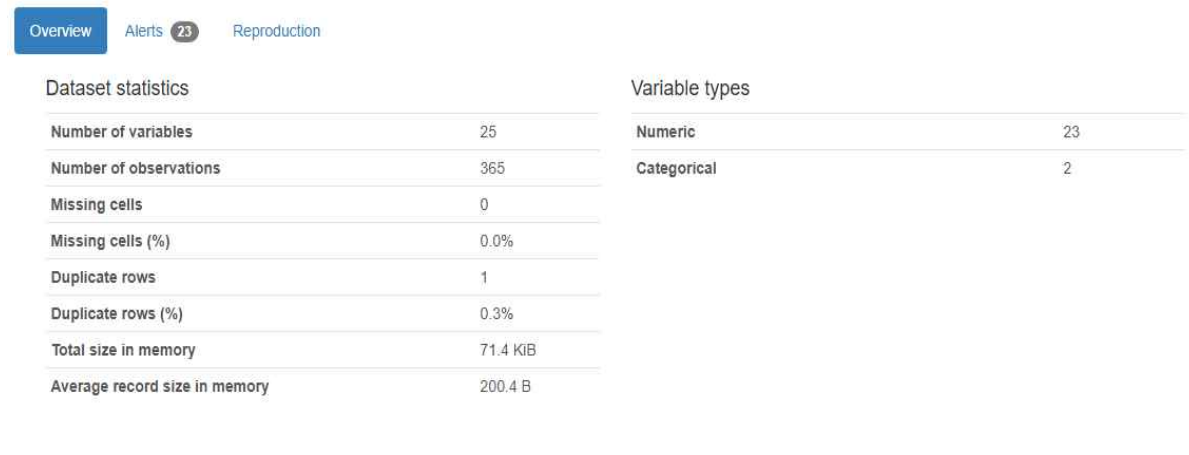 Overview Alerts 23 Reproduction
Dataset statistics
Number of variables 25
Number of observations 365
Missing cells 0
Missing cells (%) 0.0%
Duplicate rows 1
Duplicate rows (%) 0.3%
Total size in memory 71.4 KiB
Average record size in memory 200.4 B
Variable types
Numeric 23
Categorical 2